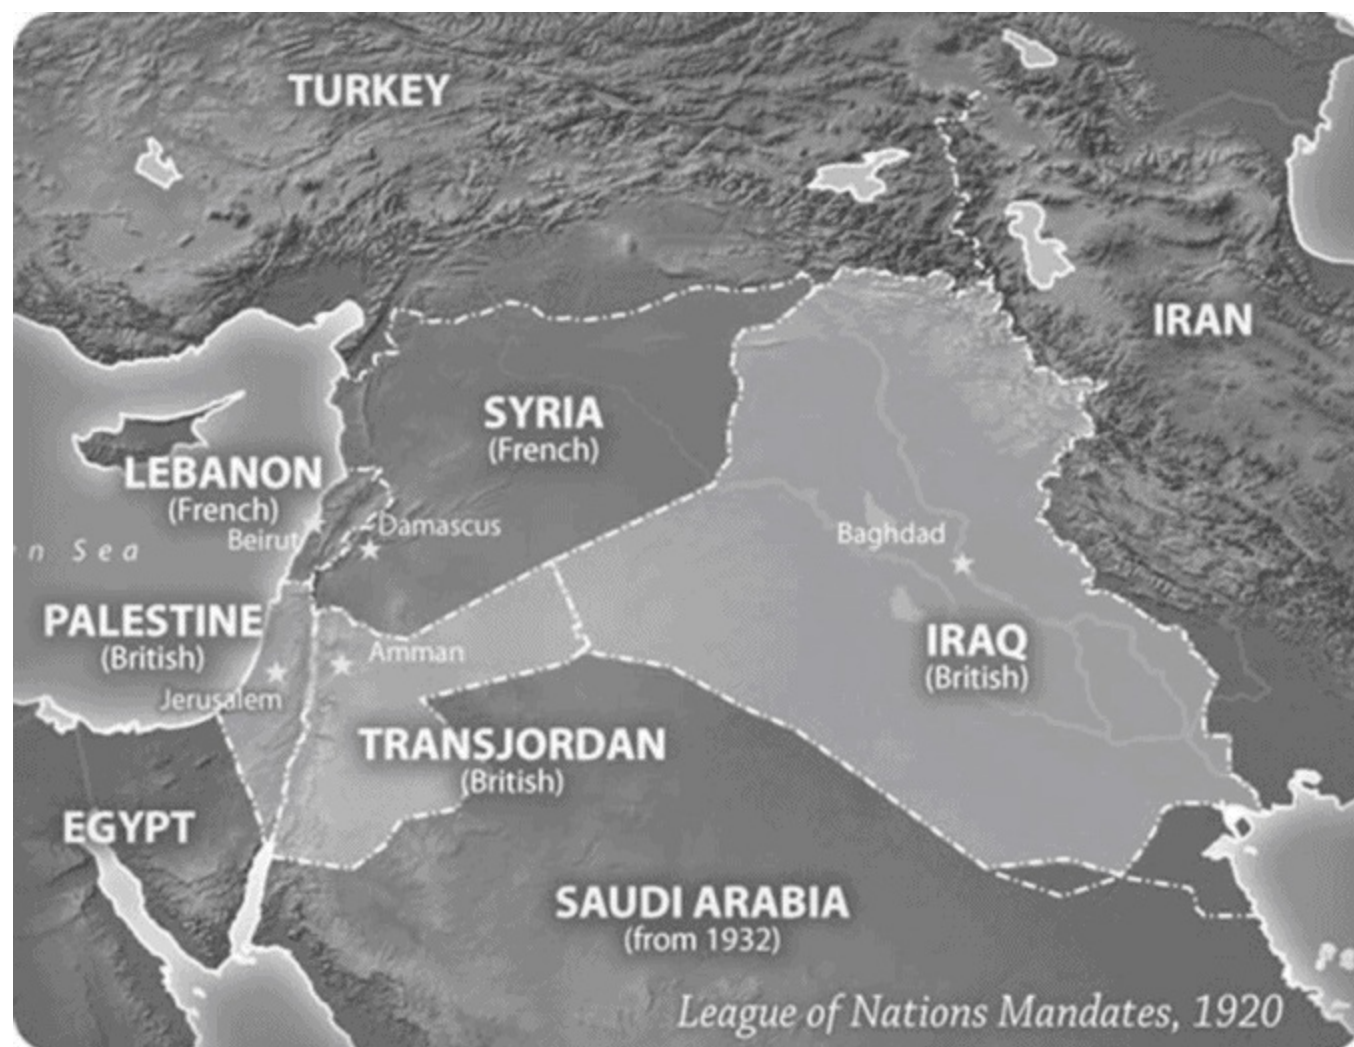 TURKEY
IRAN
SYRIA
(French)
LEBANON
(French)
Beirut
Damascus
n Sea
Baghdad
PALESTINE
(British)
Jerusalem
Amman
IRAQ
(British)
TRANSJORDAN
(British)
EGYPT
SAUDI ARABIA
(from 1932)
League of Nations Mandates, 1920